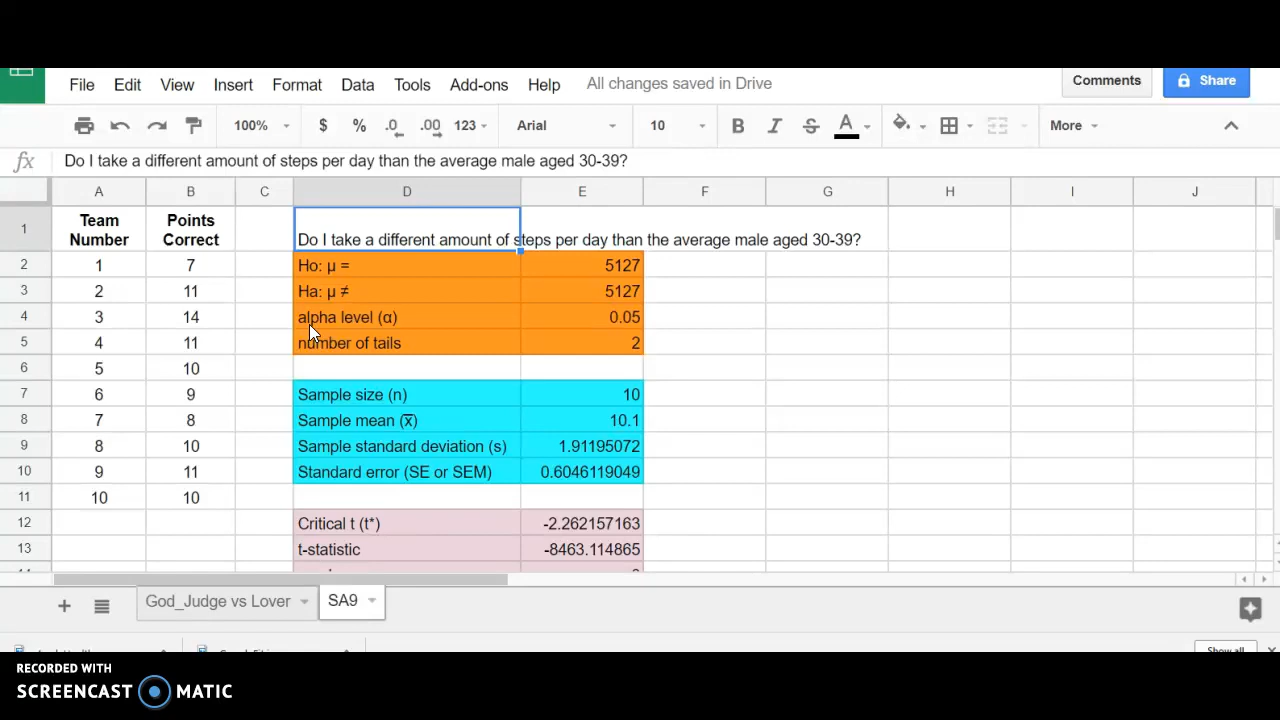 File Edit View Insert Format Data Tools Add-ons Help All changes saved in Drive Comments Share
100% $ % .0 .00 123 Arial 10 B I S A More
fx Do I take a different amount of steps per day than the average male aged 30-39?
A B C D E F G H I J
1 Team Number Points Correct Do I take a different amount of steps per day than the average male aged 30-39?
2 1 7 Ho: μ = 5127
3 2 11 Ha: μ ≠ 5127
4 3 14 alpha level (α) 0.05
5 4 11 number of tails 2
6 5 10
7 6 9 Sample size (n) 10
8 7 8 Sample mean (x̅) 10.1
9 8 10 Sample standard deviation (s) 1.91195072
10 9 11 Standard error (SE or SEM) 0.6046119049
11 10 10
12 Critical t (t*) -2.262157163
13 t-statistic -8463.114865
God_Judge vs Lover SA9
Show all
RECORDED WITH
SCREENCAST MATIC